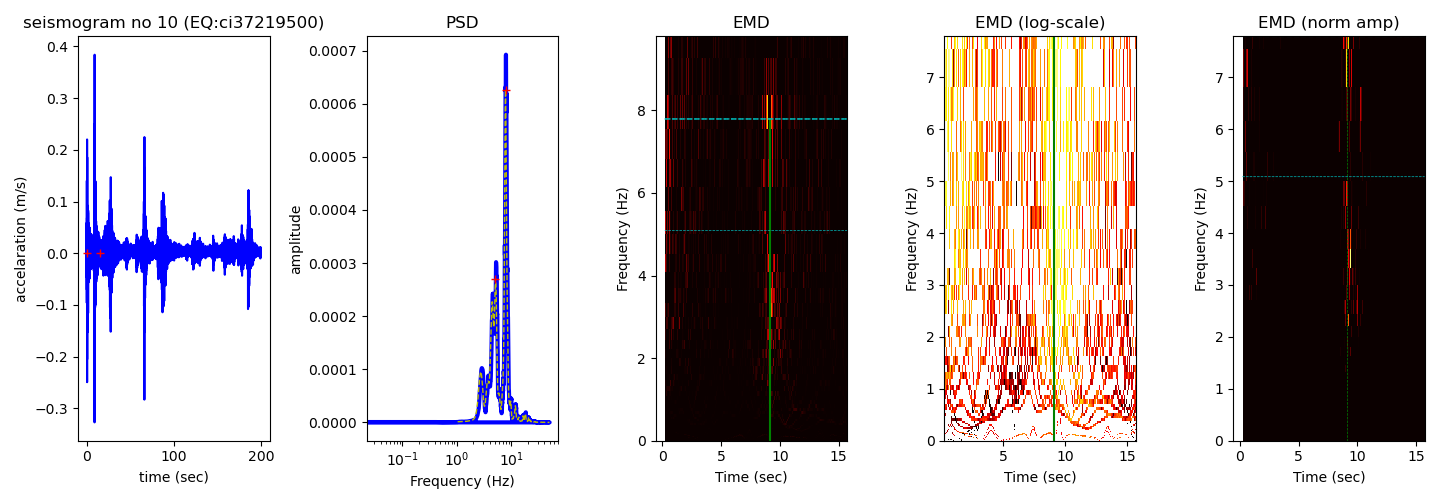 seismogram no 10 (EQ:ci37219500)
accelaration (m/s)
0.4
0.3
0.2
0.1
0.0
−0.1
−0.2
−0.3
0 100 200
time (sec)
PSD
amplitude
0.0007
0.0006
0.0005
0.0004
0.0003
0.0002
0.0001
0.0000
10⁻¹ 10⁰ 10¹
Frequency (Hz)
EMD
Frequency (Hz)
8
6
4
2
0
0 5 10 15
Time (sec)
EMD (log-scale)
Frequency (Hz)
7
6
5
4
3
2
1
0
5 10 15
Time (sec)
EMD (norm amp)
Frequency (Hz)
7
6
5
4
3
2
1
0
0 5 10 15
Time (sec)